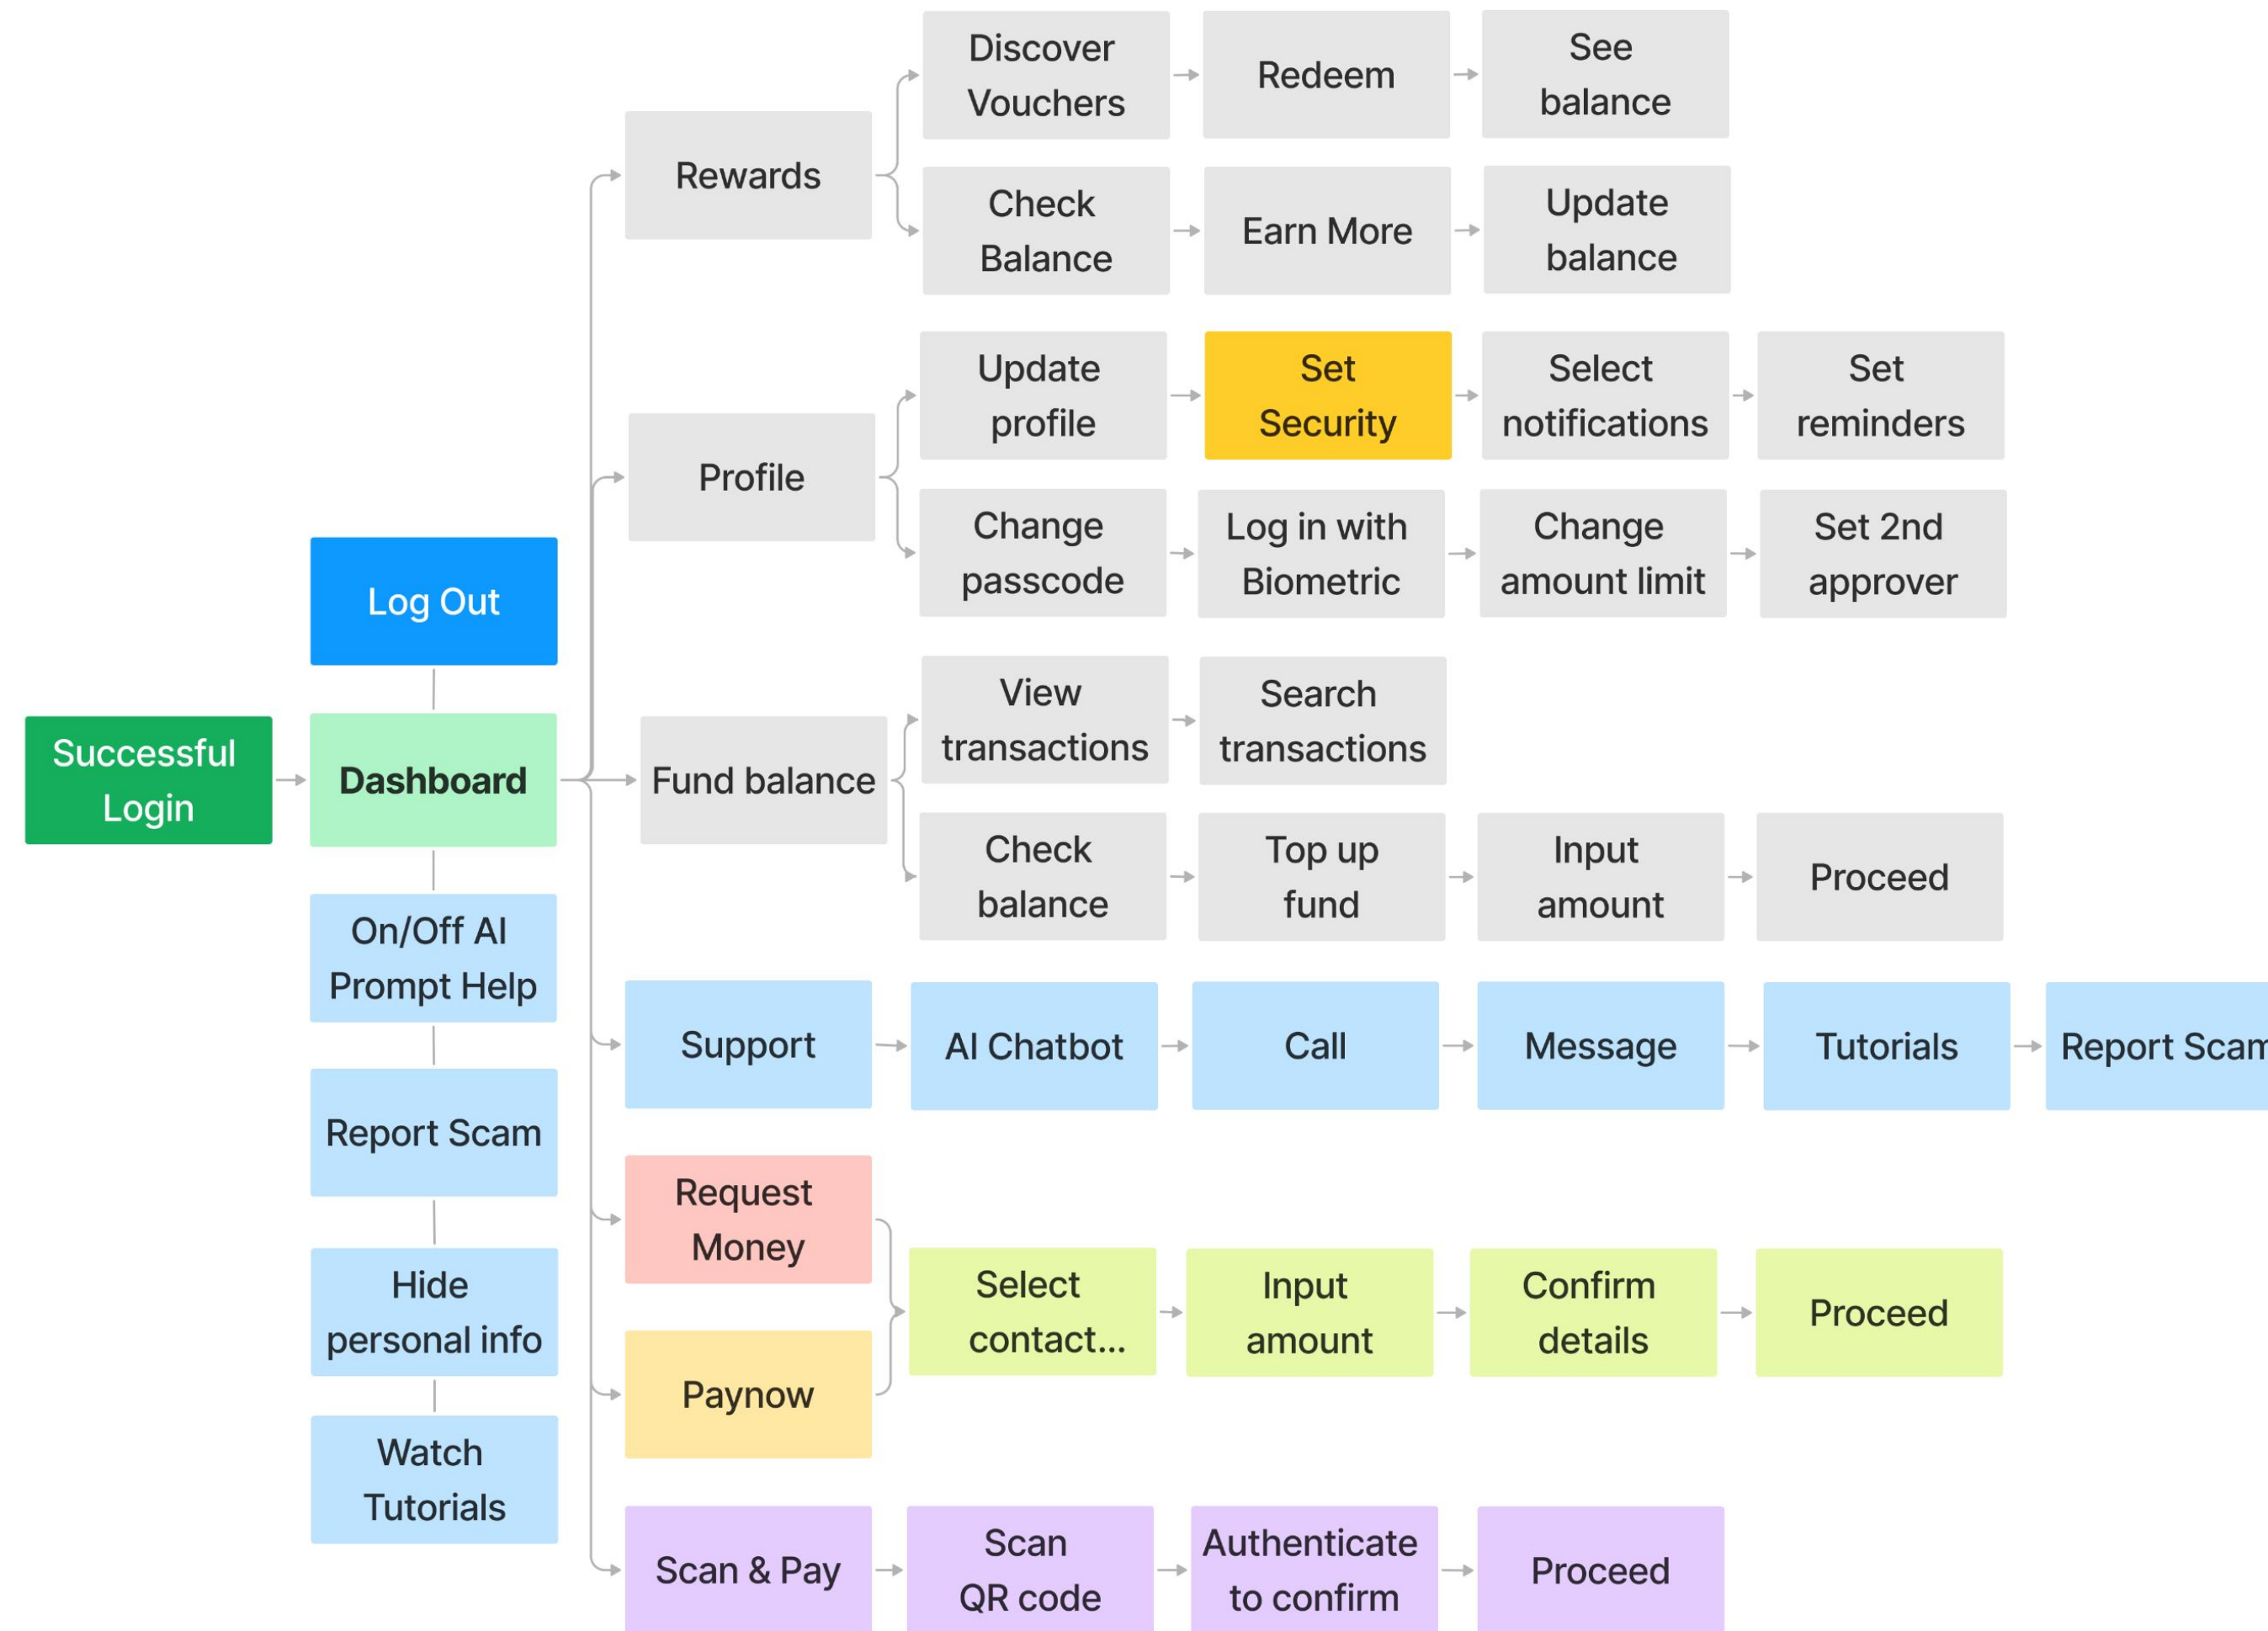 Discover
Vouchers
Redeem
See
balance
Rewards
Check
Balance
Earn More
Update
balance
Update
profile
Set
Security
Select
notifications
Set
reminders
Profile
Change
passcode
Log in with
Biometric
Change
amount limit
Set 2nd
approver
Log Out
View
transactions
Search
transactions
Successful
Login
Dashboard
Fund balance
Check
balance
Top up
fund
Input
amount
Proceed
On/Off AI
Prompt Help
Support
AI Chatbot
Call
Message
Tutorials
Report Scam
Report Scam
Request
Money
Hide
personal info
Select
contact...
Input
amount
Confirm
details
Proceed
Paynow
Watch
Tutorials
Scan & Pay
Scan
QR code
Authenticate
to confirm
Proceed